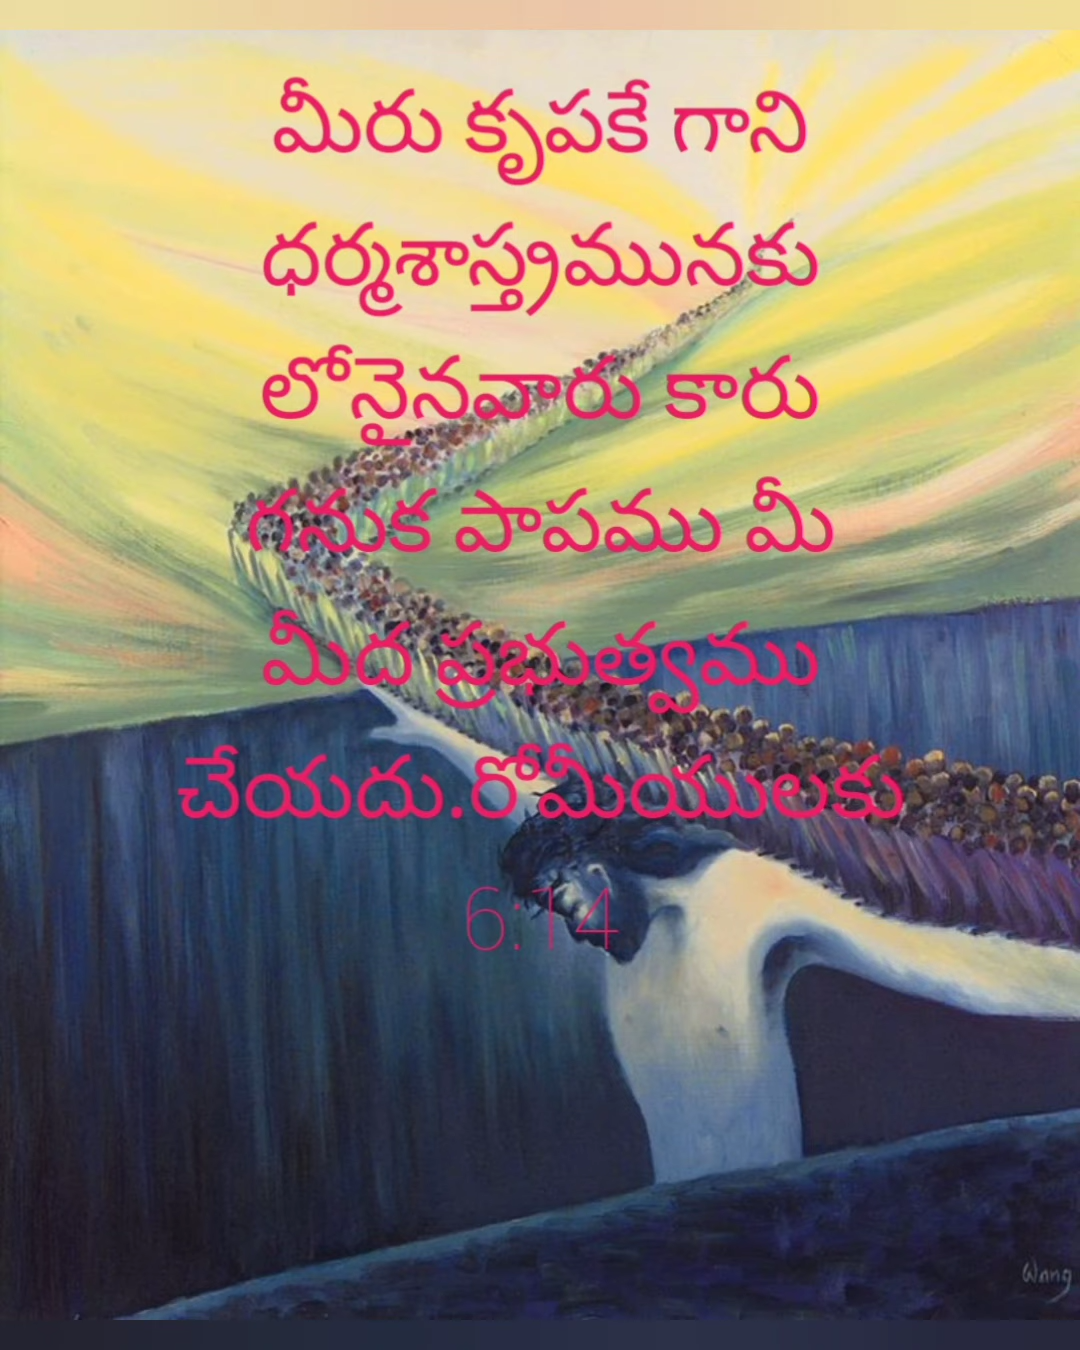 మీరు కృపకే గాని
ధర్మశాస్త్రమునకు
లోనైనవారు కారు
గనుక పాపము మీ
మీద ప్రభుత్వము
చేయదు.రోమీయులకు
6:14
Wang